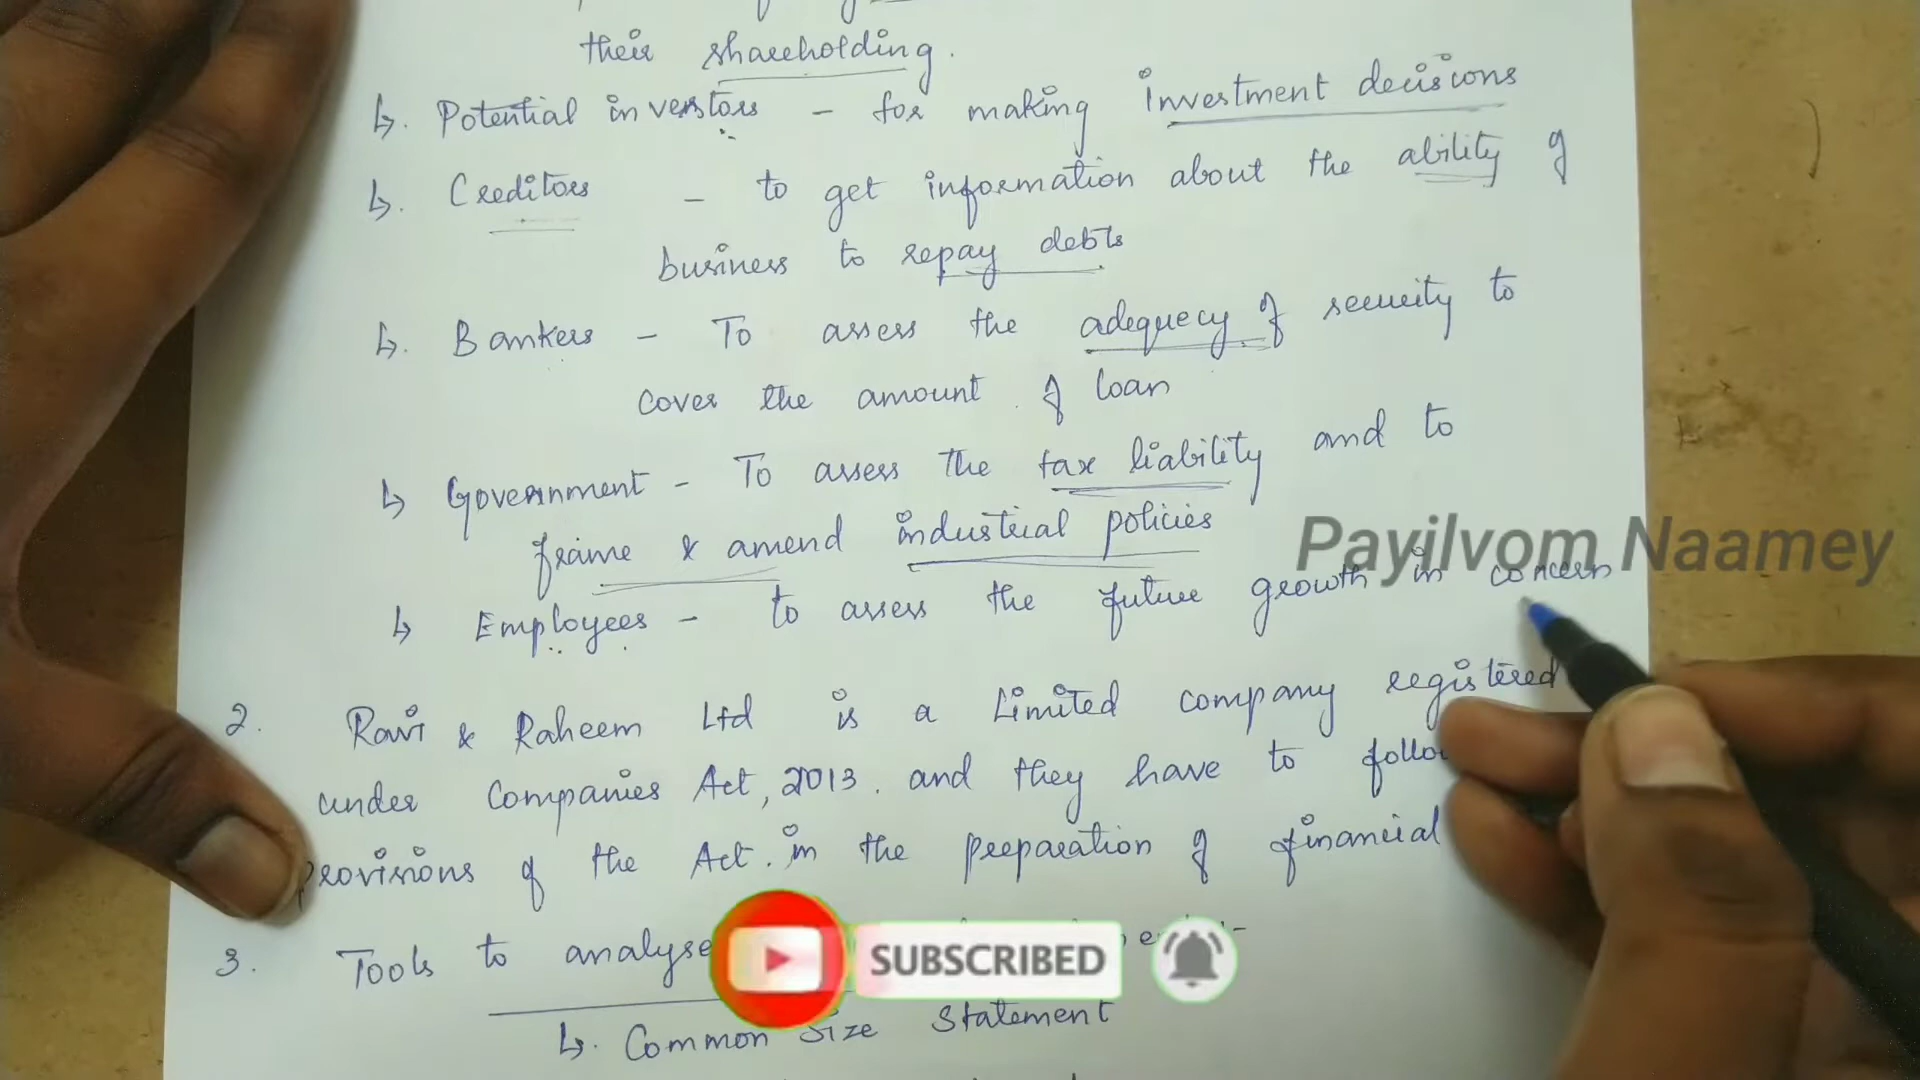 their shareholding.
↳. Potential inverstors - for making investment decisions
↳. Creditors - to get information about the ability of
business to repay debts
↳. Bankers - To assess the adequecy of security to
cover the amount of loan
↳ Government - To assess the tax liability and to
frame & amend industrial policies
Payilvom Naamey
↳ Employees - to assess the future growth in concern
2. Ravi & Raheem Ltd is a Limited company registered
under Companies Act, 2013. and they have to
provisions of the Act. in the preparation of financial
3. Tools to analyse
SUBSCRIBED
↳. Common Size Statement